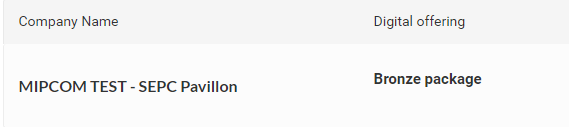 Company Name Digital offering
MIPCOM TEST - SEPC Pavillon Bronze package